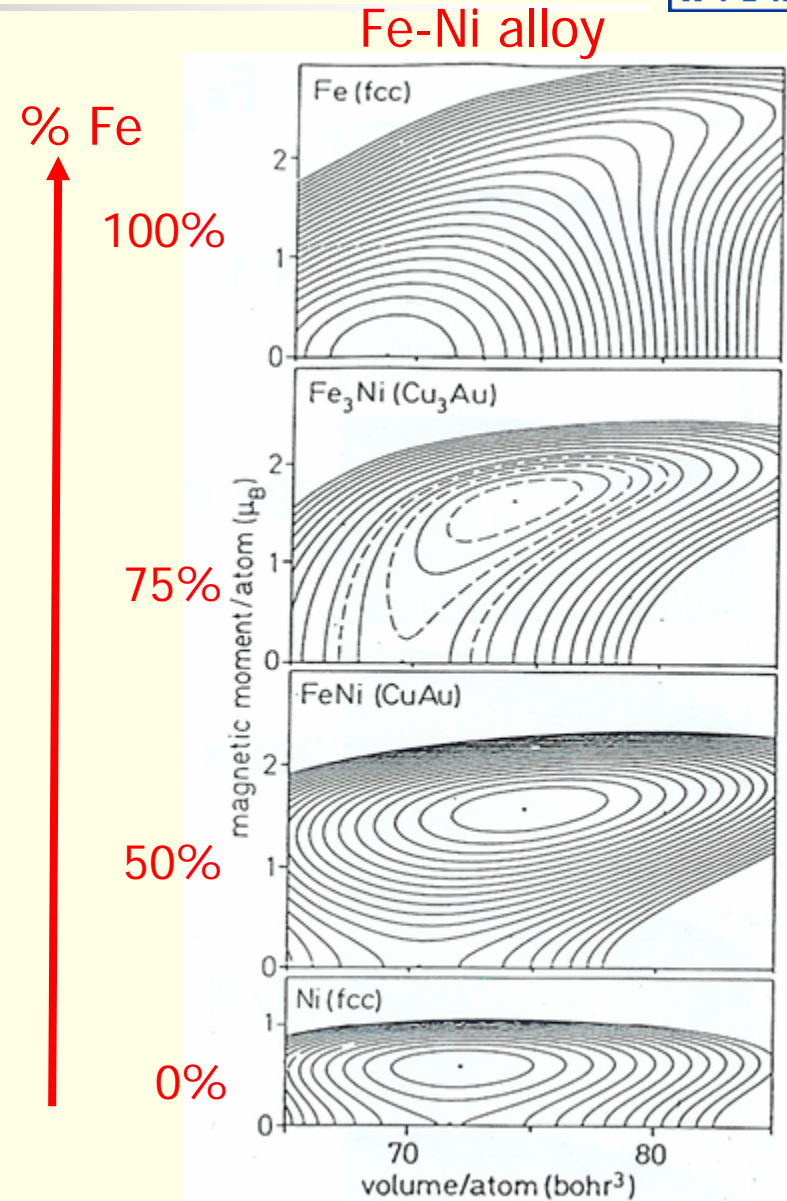 Fe-Ni alloy
% Fe
100%
75%
50%
0%
Fe (fcc)
2
1
0
Fe₃Ni (Cu₃Au)
2
1
0
FeNi (CuAu)
2
1
0
Ni (fcc)
1
0
70 80
magnetic moment/atom (μB)
volume/atom (bohr³)